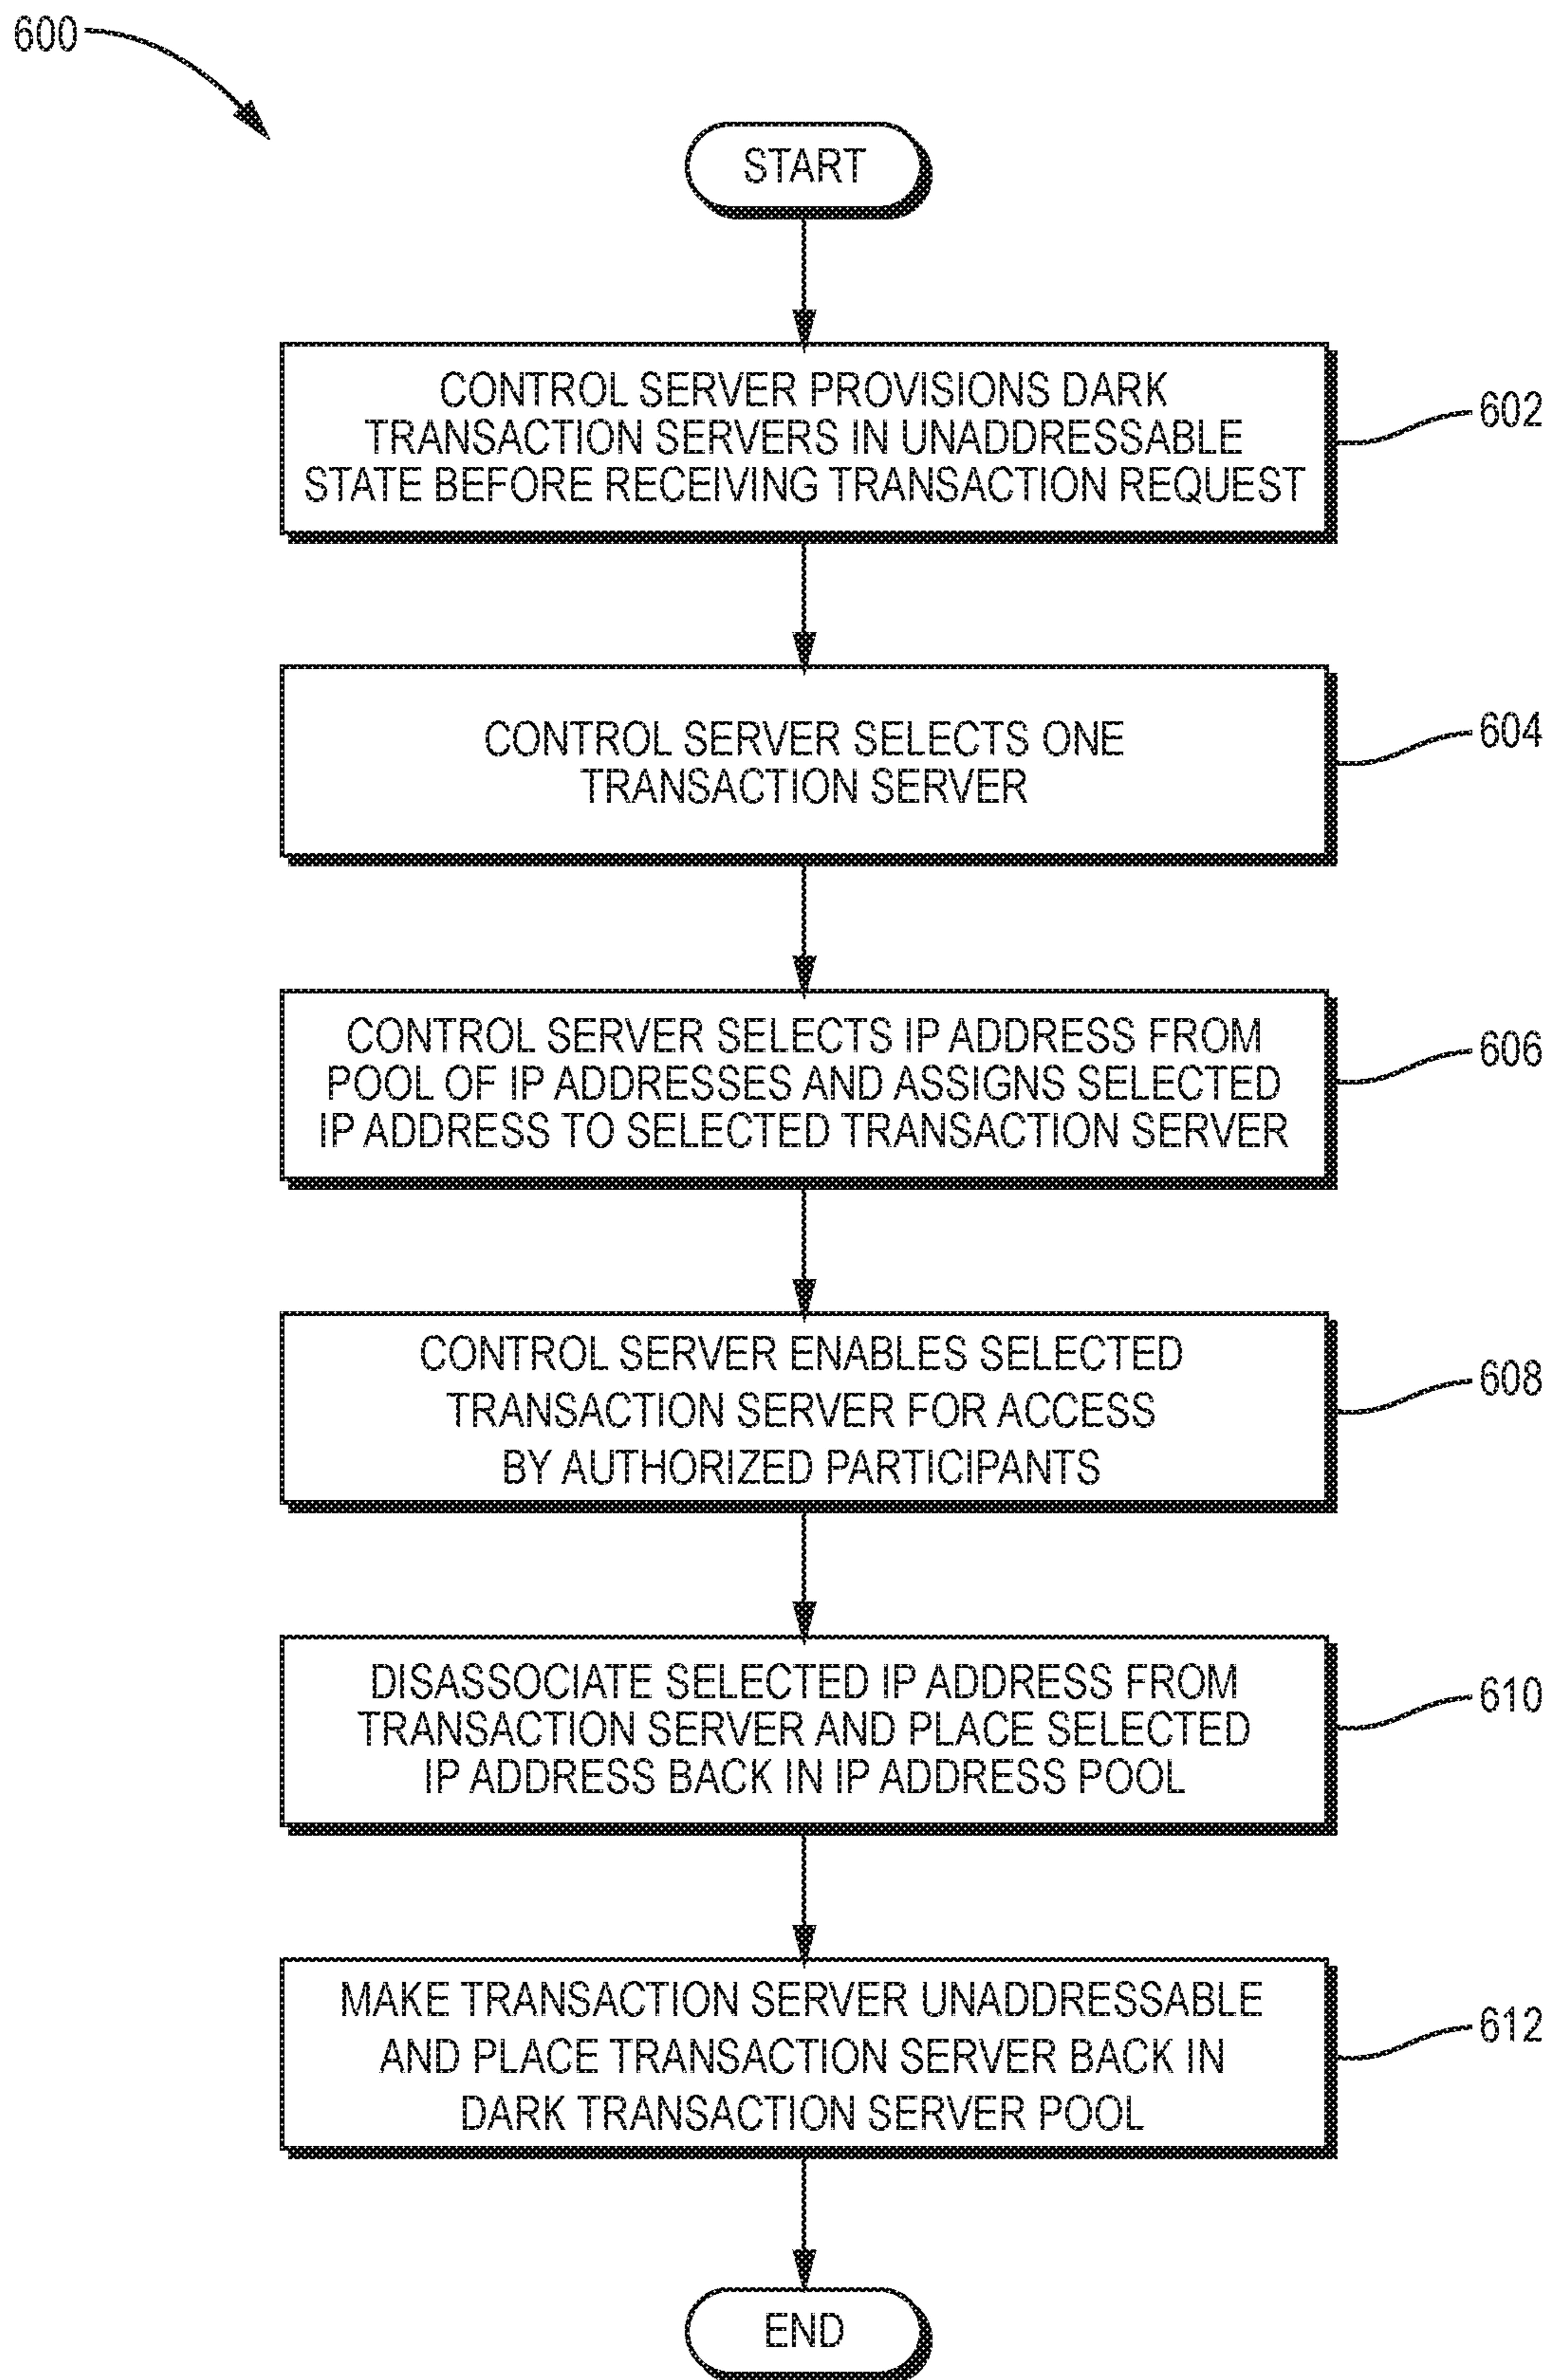 600
START
CONTROL SERVER PROVISIONS DARK
TRANSACTION SERVERS IN UNADDRESSABLE
STATE BEFORE RECEIVING TRANSACTION REQUEST
602
CONTROL SERVER SELECTS ONE
TRANSACTION SERVER
604
CONTROL SERVER SELECTS IP ADDRESS FROM
POOL OF IP ADDRESSES AND ASSIGNS SELECTED
IP ADDRESS TO SELECTED TRANSACTION SERVER
606
CONTROL SERVER ENABLES SELECTED
TRANSACTION SERVER FOR ACCESS
BY AUTHORIZED PARTICIPANTS
608
DISASSOCIATE SELECTED IP ADDRESS FROM
TRANSACTION SERVER AND PLACE SELECTED
IP ADDRESS BACK IN IP ADDRESS POOL
610
MAKE TRANSACTION SERVER UNADDRESSABLE
AND PLACE TRANSACTION SERVER BACK IN
DARK TRANSACTION SERVER POOL
612
END